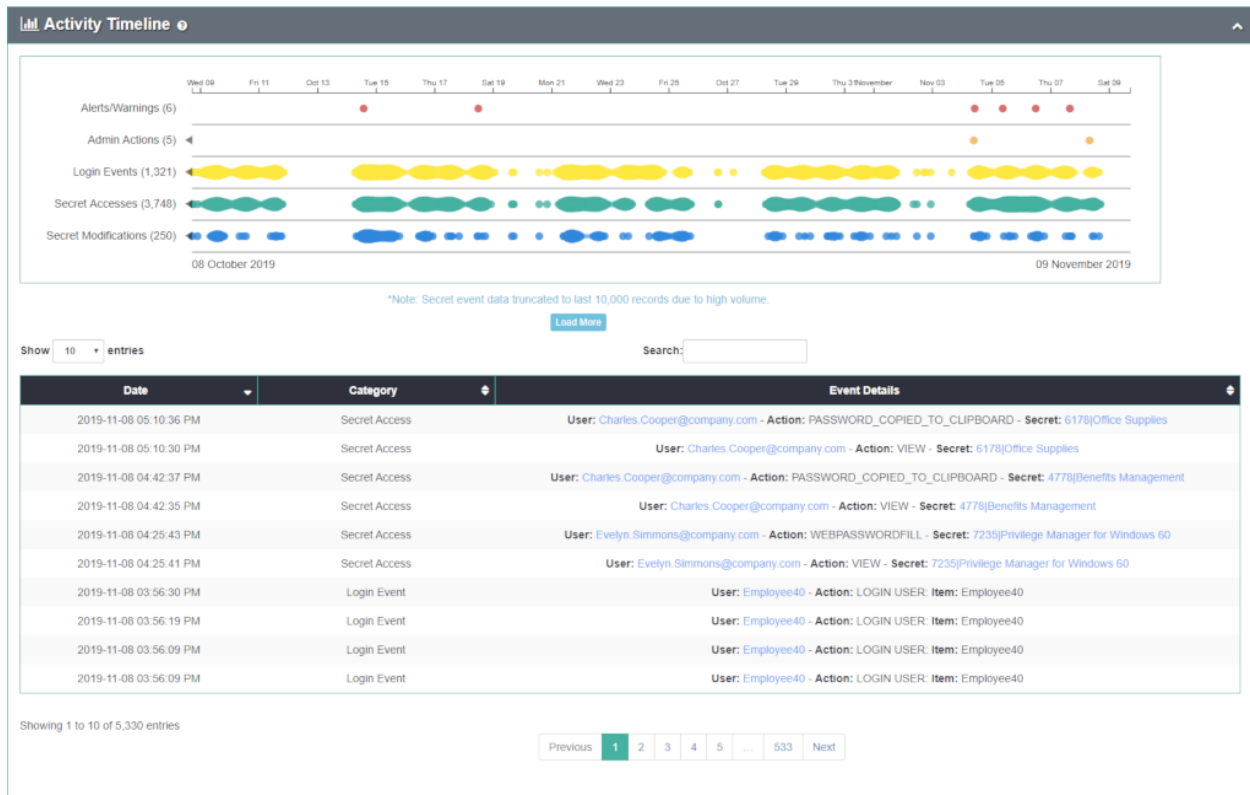 Activity Timeline
Wed 09 Fri 11 Oct 13 Tue 15 Thu 17 Sat 19 Mon 21 Wed 23 Fri 25 Oct 27 Tue 29 Thu 31 November Nov 03 Tue 05 Thu 07 Sat 09
Alerts/Warnings (6)
Admin Actions (5)
Login Events (1,321)
Secret Accesses (3,748)
Secret Modifications (250)
08 October 2019 09 November 2019
*Note: Secret event data truncated to last 10,000 records due to high volume.
Load More
Show 10 entries Search:
Date Category Event Details
2019-11-08 05:10:36 PM Secret Access User: Charles.Cooper@company.com - Action: PASSWORD_COPIED_TO_CLIPBOARD - Secret: 6178|Office Supplies
2019-11-08 05:10:30 PM Secret Access User: Charles.Cooper@company.com - Action: VIEW - Secret: 6178|Office Supplies
2019-11-08 04:42:37 PM Secret Access User: Charles.Cooper@company.com - Action: PASSWORD_COPIED_TO_CLIPBOARD - Secret: 4778|Benefits Management
2019-11-08 04:42:35 PM Secret Access User: Charles.Cooper@company.com - Action: VIEW - Secret: 4778|Benefits Management
2019-11-08 04:25:43 PM Secret Access User: Evelyn.Simmons@company.com - Action: WEBPASSWORDFILL - Secret: 7235|Privilege Manager for Windows 60
2019-11-08 04:25:41 PM Secret Access User: Evelyn.Simmons@company.com - Action: VIEW - Secret: 7235|Privilege Manager for Windows 60
2019-11-08 03:56:30 PM Login Event User: Employee40 - Action: LOGIN USER: Item: Employee40
2019-11-08 03:56:19 PM Login Event User: Employee40 - Action: LOGIN USER: Item: Employee40
2019-11-08 03:56:09 PM Login Event User: Employee40 - Action: LOGIN USER: Item: Employee40
2019-11-08 03:56:09 PM Login Event User: Employee40 - Action: LOGIN USER: Item: Employee40
Showing 1 to 10 of 5,330 entries
Previous 1 2 3 4 5 ... 533 Next